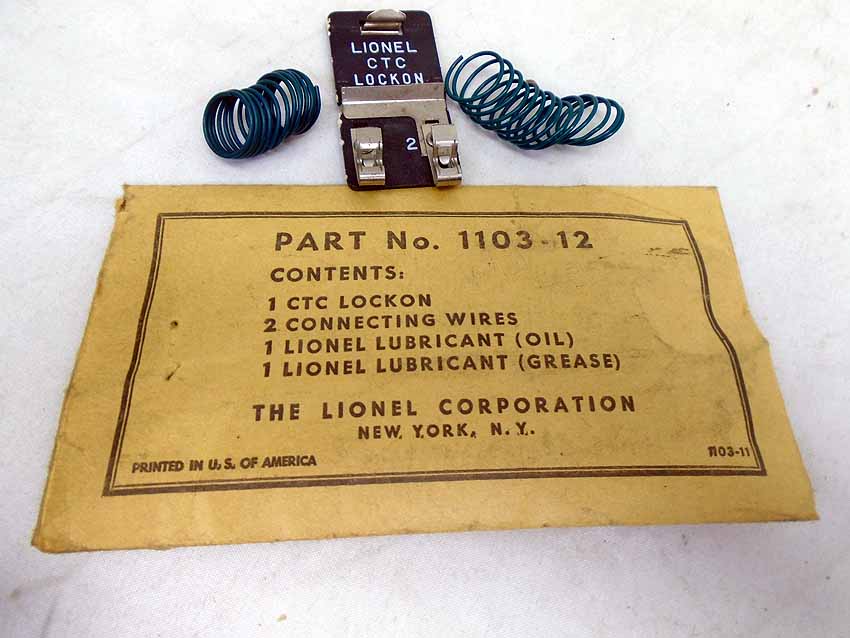 LIONEL
CTC
LOCKON
2
PART No. 1103-12
CONTENTS:
1 CTC LOCKON
2 CONNECTING WIRES
1 LIONEL LUBRICANT (OIL)
1 LIONEL LUBRICANT (GREASE)
THE LIONEL CORPORATION
NEW YORK, N.Y.
PRINTED IN U.S. OF AMERICA
1103-11